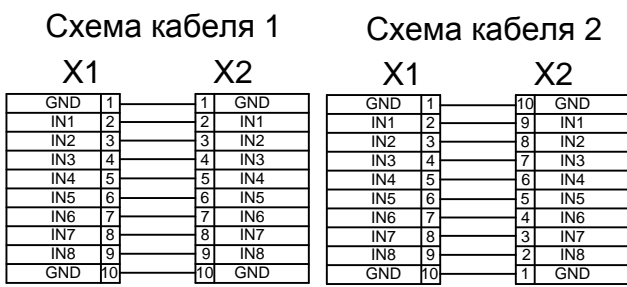 Схема кабеля 1
X1 X2
GND 1 1 GND
IN1 2 2 IN1
IN2 3 3 IN2
IN3 4 4 IN3
IN4 5 5 IN4
IN5 6 6 IN5
IN6 7 7 IN6
IN7 8 8 IN7
IN8 9 9 IN8
GND 10 10 GND
Схема кабеля 2
X1 X2
GND 1 10 GND
IN1 2 9 IN1
IN2 3 8 IN2
IN3 4 7 IN3
IN4 5 6 IN4
IN5 6 5 IN5
IN6 7 4 IN6
IN7 8 3 IN7
IN8 9 2 IN8
GND 10 1 GND